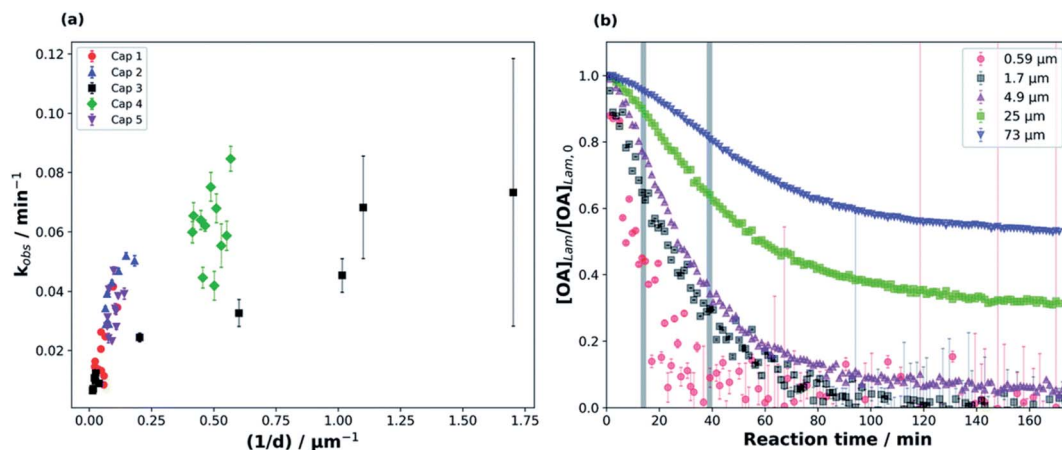 (a)
k_obs / min⁻¹
0.12
0.10
0.08
0.06
0.04
0.02
Cap 1
Cap 2
Cap 3
Cap 4
Cap 5
0.00 0.25 0.50 0.75 1.00 1.25 1.50 1.75
(1/d) / μm⁻¹
(b)
[OA]_Lam/[OA]_Lam,0
1.0
0.8
0.6
0.4
0.2
0.0
0.59 μm
1.7 μm
4.9 μm
25 μm
73 μm
0 20 40 60 80 100 120 140 160
Reaction time / min